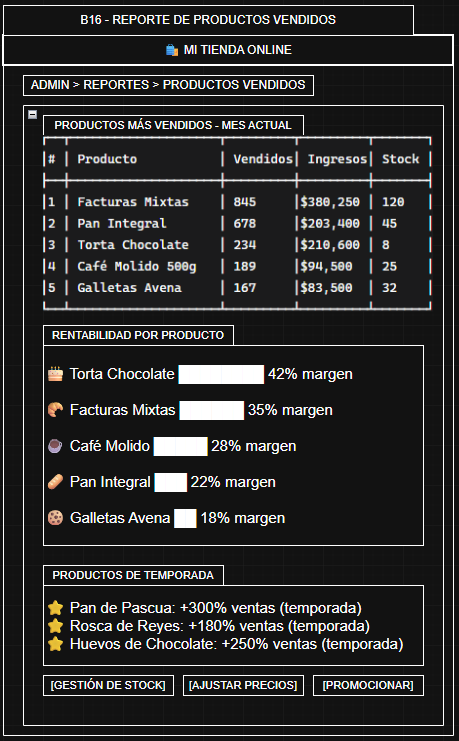 B16 - REPORTE DE PRODUCTOS VENDIDOS
🛍️ MI TIENDA ONLINE
ADMIN > REPORTES > PRODUCTOS VENDIDOS
PRODUCTOS MÁS VENDIDOS - MES ACTUAL
# | Producto | Vendidos | Ingresos | Stock
1 | Facturas Mixtas | 845 | $380,250 | 120
2 | Pan Integral | 678 | $203,400 | 45
3 | Torta Chocolate | 234 | $210,600 | 8
4 | Café Molido 500g | 189 | $94,500 | 25
5 | Galletas Avena | 167 | $83,500 | 32
RENTABILIDAD POR PRODUCTO
🎂 Torta Chocolate ████████ 42% margen
🥐 Facturas Mixtas ██████ 35% margen
☕ Café Molido █████ 28% margen
🥖 Pan Integral ███ 22% margen
🍪 Galletas Avena ██ 18% margen
PRODUCTOS DE TEMPORADA
⭐ Pan de Pascua: +300% ventas (temporada)
⭐ Rosca de Reyes: +180% ventas (temporada)
⭐ Huevos de Chocolate: +250% ventas (temporada)
[GESTIÓN DE STOCK] [AJUSTAR PRECIOS] [PROMOCIONAR]